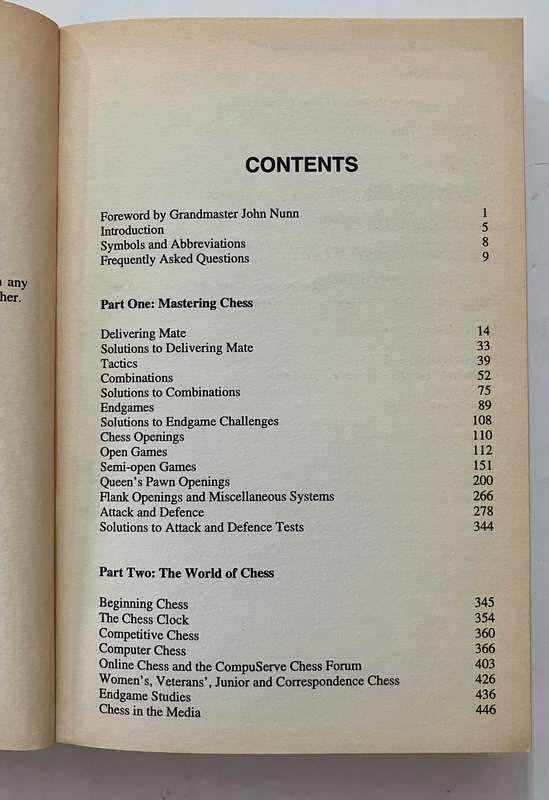 any
her.
CONTENTS
Foreword by Grandmaster John Nunn 1
Introduction 5
Symbols and Abbreviations 8
Frequently Asked Questions 9
Part One: Mastering Chess
Delivering Mate 14
Solutions to Delivering Mate 33
Tactics 39
Combinations 52
Solutions to Combinations 75
Endgames 89
Solutions to Endgame Challenges 108
Chess Openings 110
Open Games 112
Semi-open Games 151
Queen's Pawn Openings 200
Flank Openings and Miscellaneous Systems 266
Attack and Defence 278
Solutions to Attack and Defence Tests 344
Part Two: The World of Chess
Beginning Chess 345
The Chess Clock 354
Competitive Chess 360
Computer Chess 366
Online Chess and the CompuServe Chess Forum 403
Women's, Veterans', Junior and Correspondence Chess 426
Endgame Studies 436
Chess in the Media 446